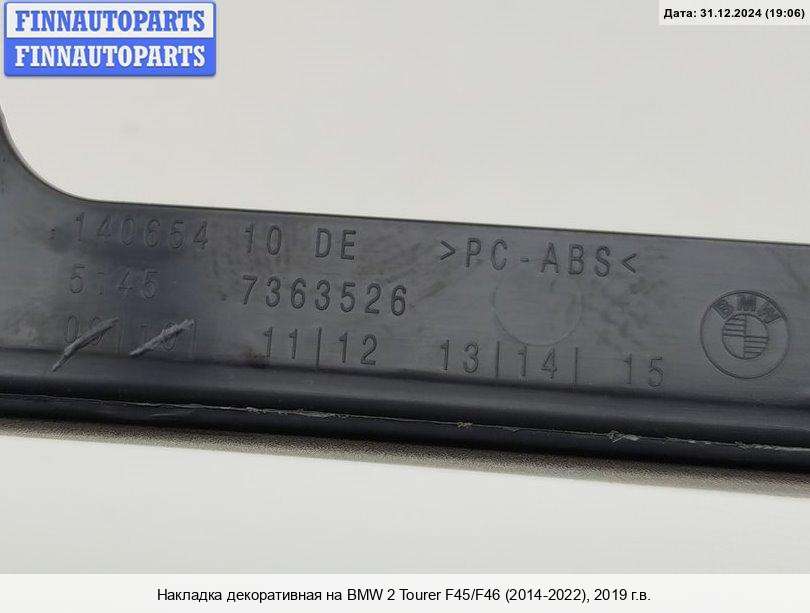 FINNAUTOPARTS
FINNAUTOPARTS
Дата: 31.12.2024 (19:06)
140654 10 DE >PC-ABS<
5145 .7363526
11|12 13|14| 15
BMW
Накладка декоративная на BMW 2 Tourer F45/F46 (2014-2022), 2019 г.в.